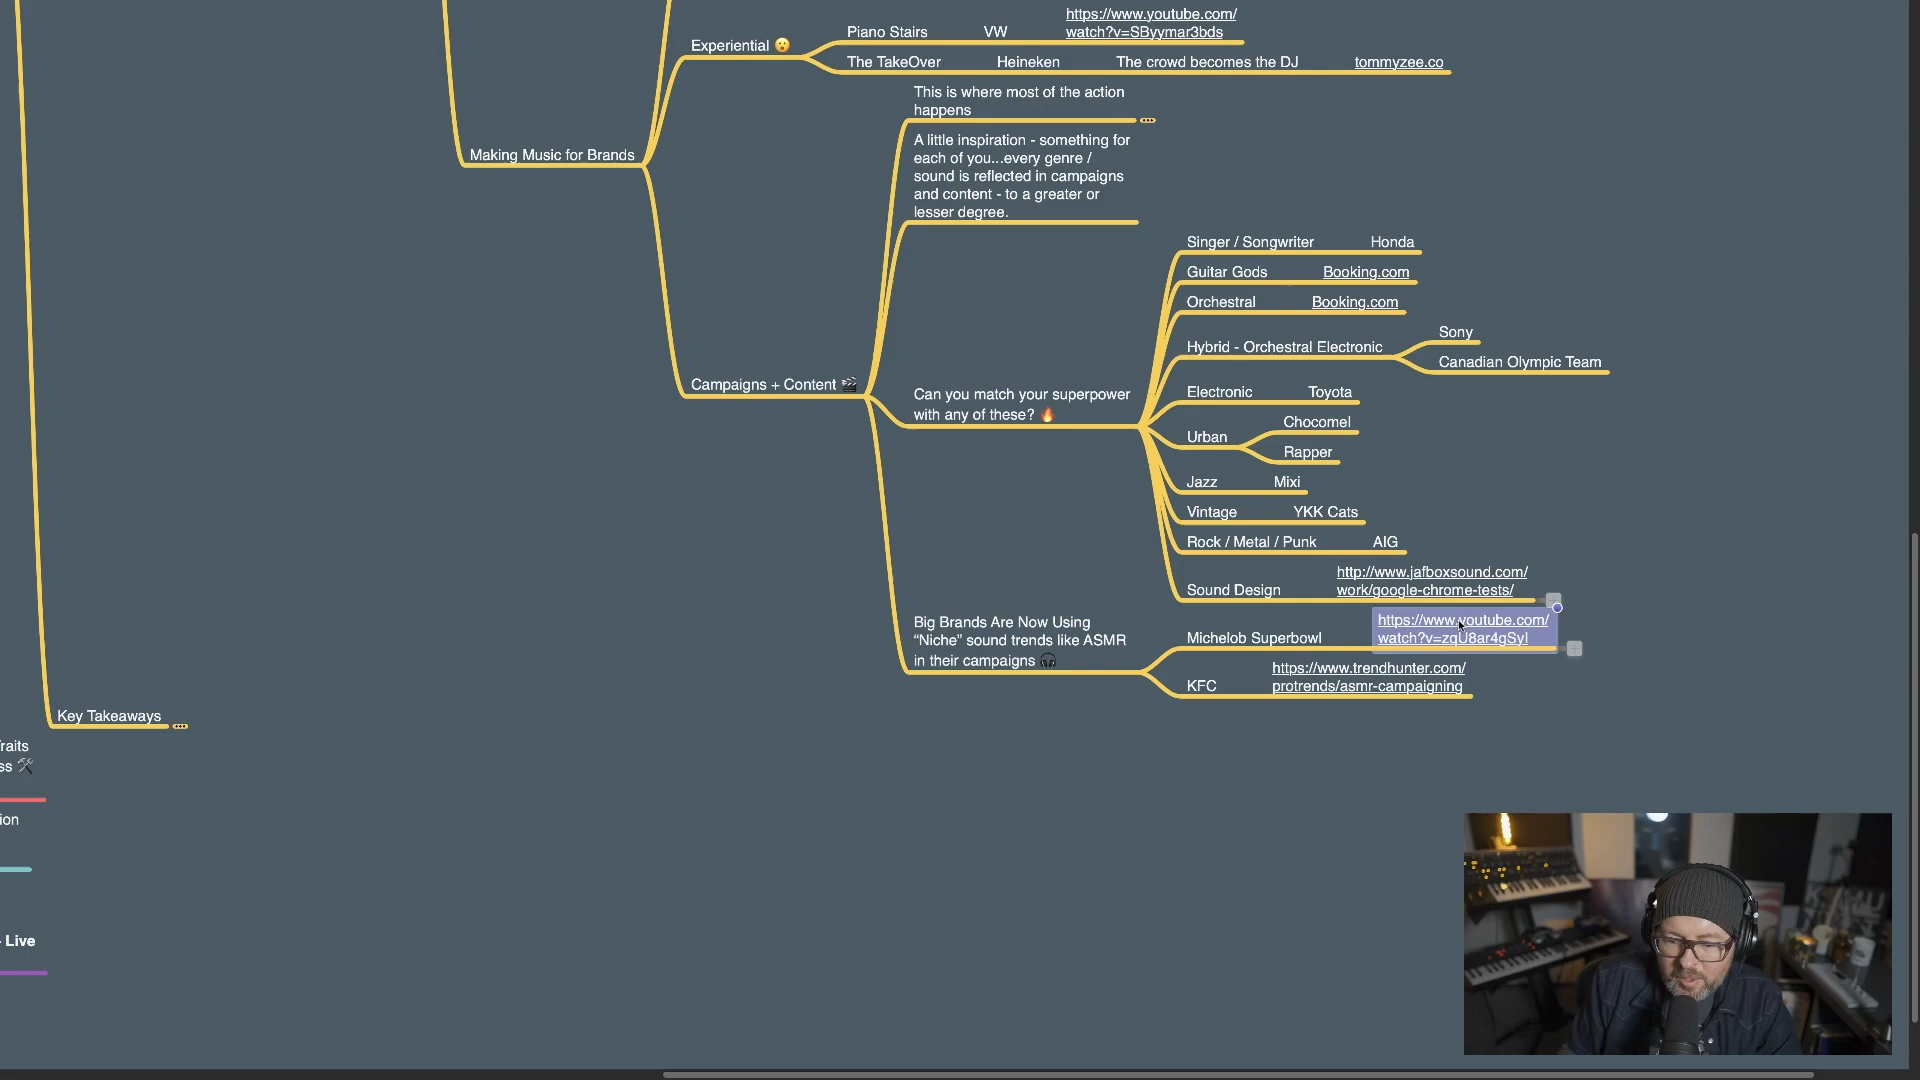 https://www.youtube.com/
watch?v=SByymar3bds
Piano Stairs VW
Experiential 😮
The TakeOver Heineken The crowd becomes the DJ tommyzee.co
This is where most of the action
happens
A little inspiration - something for
each of you...every genre /
sound is reflected in campaigns
and content - to a greater or
lesser degree.
Making Music for Brands
Singer / Songwriter Honda
Guitar Gods Booking.com
Orchestral Booking.com
Hybrid - Orchestral Electronic
Sony
Canadian Olympic Team
Campaigns + Content 🎬
Can you match your superpower
with any of these? 🔥
Electronic Toyota
Urban
Chocomel
Rapper
Jazz Mixi
Vintage YKK Cats
Rock / Metal / Punk AIG
Sound Design
http://www.jafboxsound.com/
work/google-chrome-tests/
Big Brands Are Now Using
“Niche” sound trends like ASMR
in their campaigns 🎧
Michelob Superbowl
https://www.youtube.com/
watch?v=zqU8ar4gSyI
KFC
https://www.trendhunter.com/
protrends/asmr-campaigning
Key Takeaways
raits
ss 🛠
ion
- Live